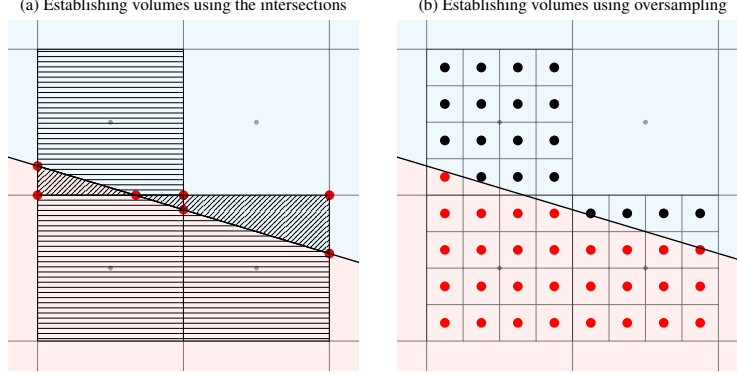 (a) Establishing volumes using the intersections
(b) Establishing volumes using oversampling